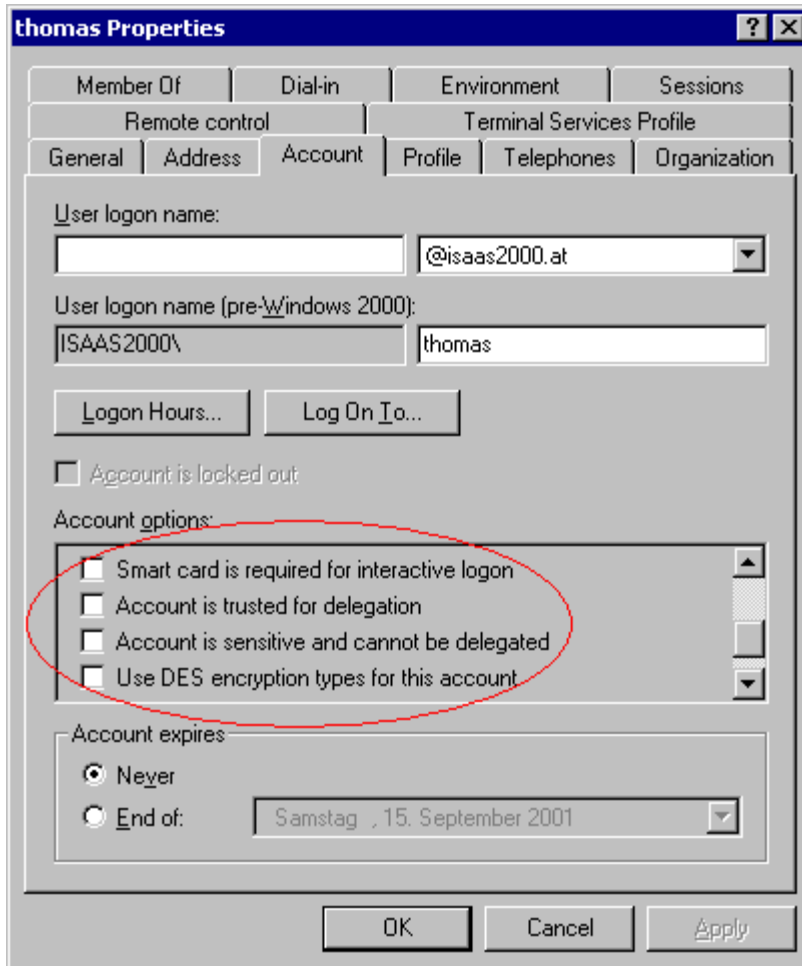 thomas Properties
Member Of Dial-in Environment Sessions
Remote control Terminal Services Profile
General Address Account Profile Telephones Organization
User logon name:
@isaas2000.at
User logon name (pre-Windows 2000):
ISAAS2000\ thomas
Logon Hours... Log On To...
Account is locked out
Account options:
Smart card is required for interactive logon
Account is trusted for delegation
Account is sensitive and cannot be delegated
Use DES encryption types for this account
Account expires
Never
End of: Samstag , 15. September 2001
OK Cancel Apply